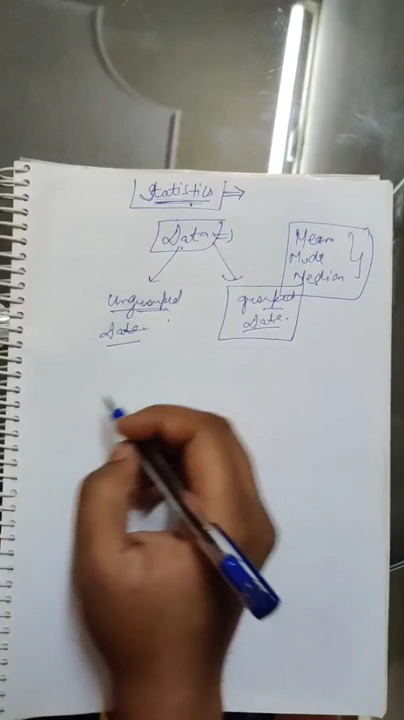 Statistics
Data
Mean
Mode
Median
ungrouped
Data.
grouped
Data.